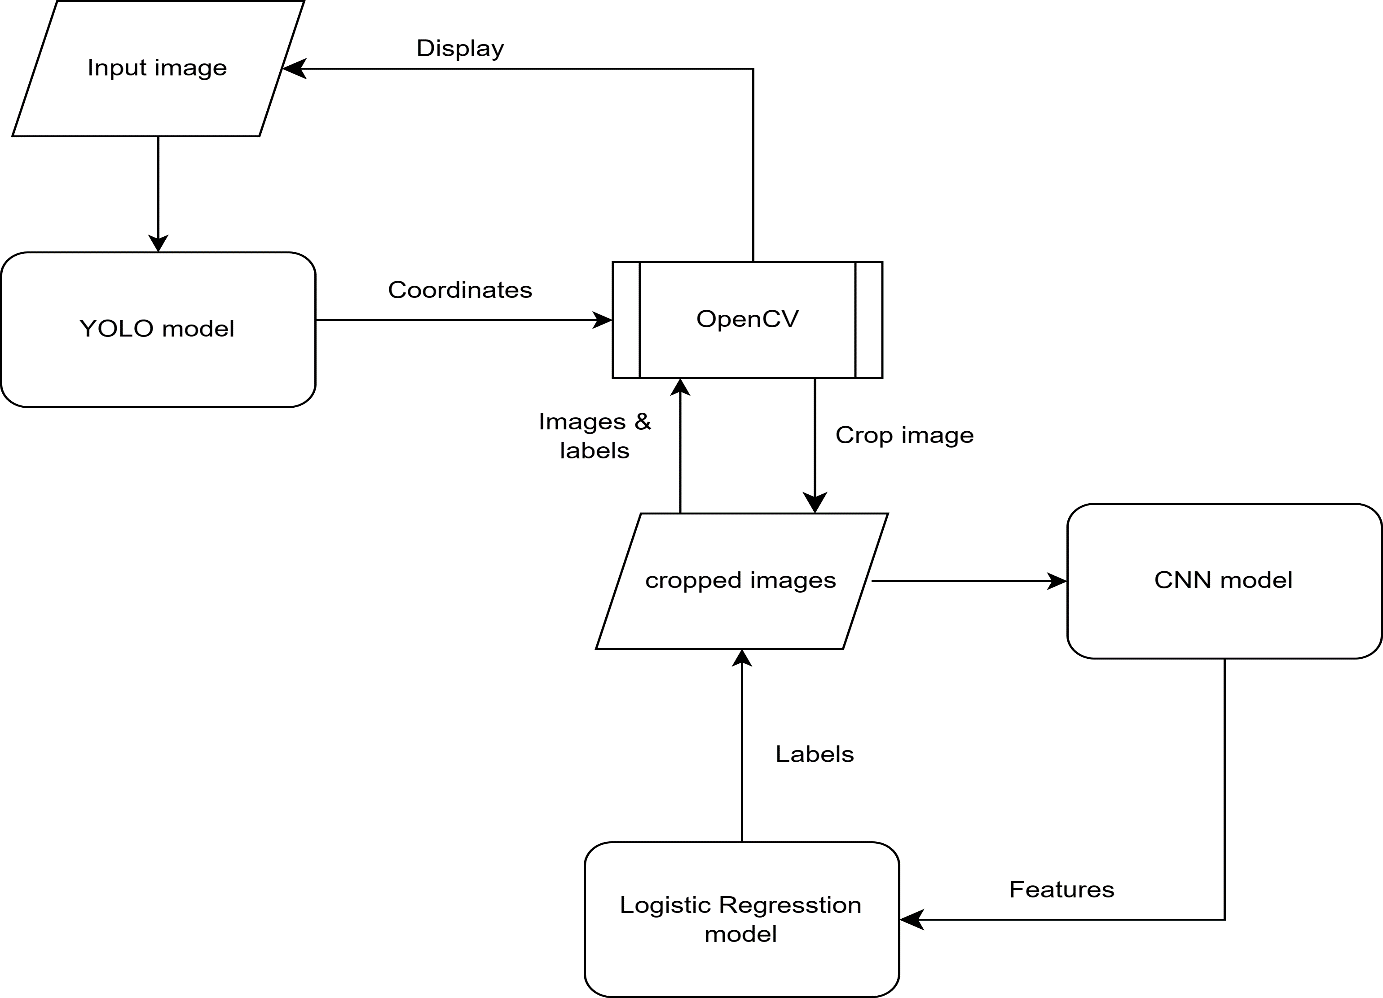 Display
Input image
Coordinates
YOLO model
OpenCV
Images &
labels
Crop image
cropped images
CNN model
Labels
Features
Logistic Regresstion
model